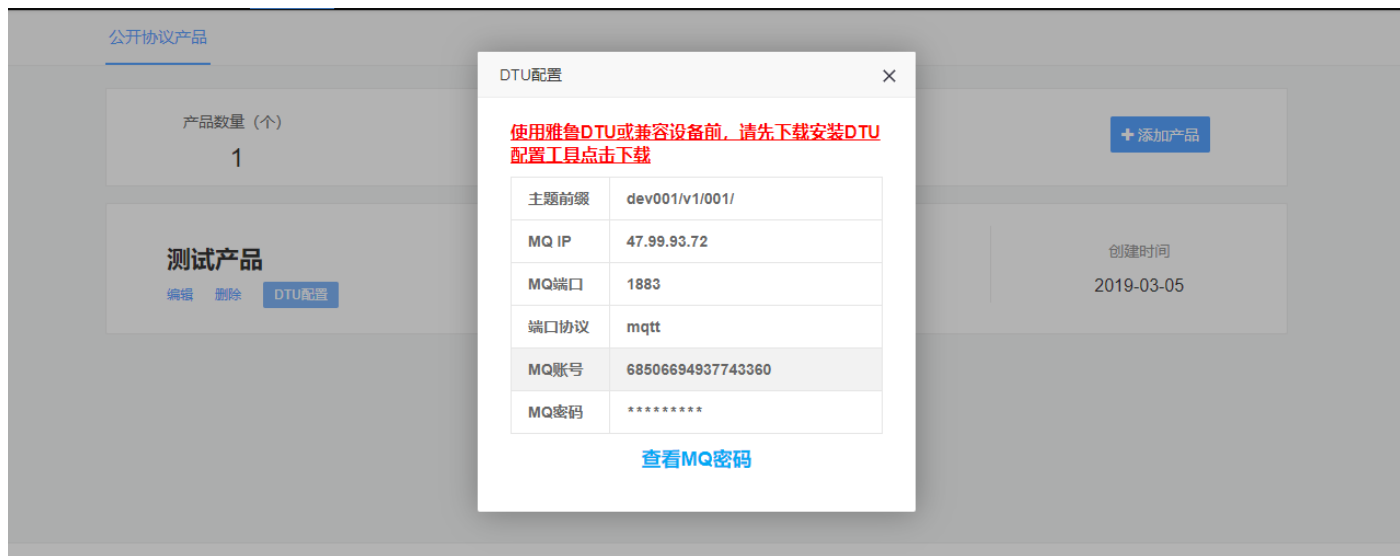 公开协议产品
产品数量（个）
1
+ 添加产品
测试产品
编辑 删除 DTU配置
创建时间
2019-03-05
DTU配置 ×
使用雅鲁DTU或兼容设备前，请先下载安装DTU
配置工具点击下载
主题前缀 dev001/v1/001/
MQ IP 47.99.93.72
MQ端口 1883
端口协议 mqtt
MQ账号 68506694937743360
MQ密码 *********
查看MQ密码